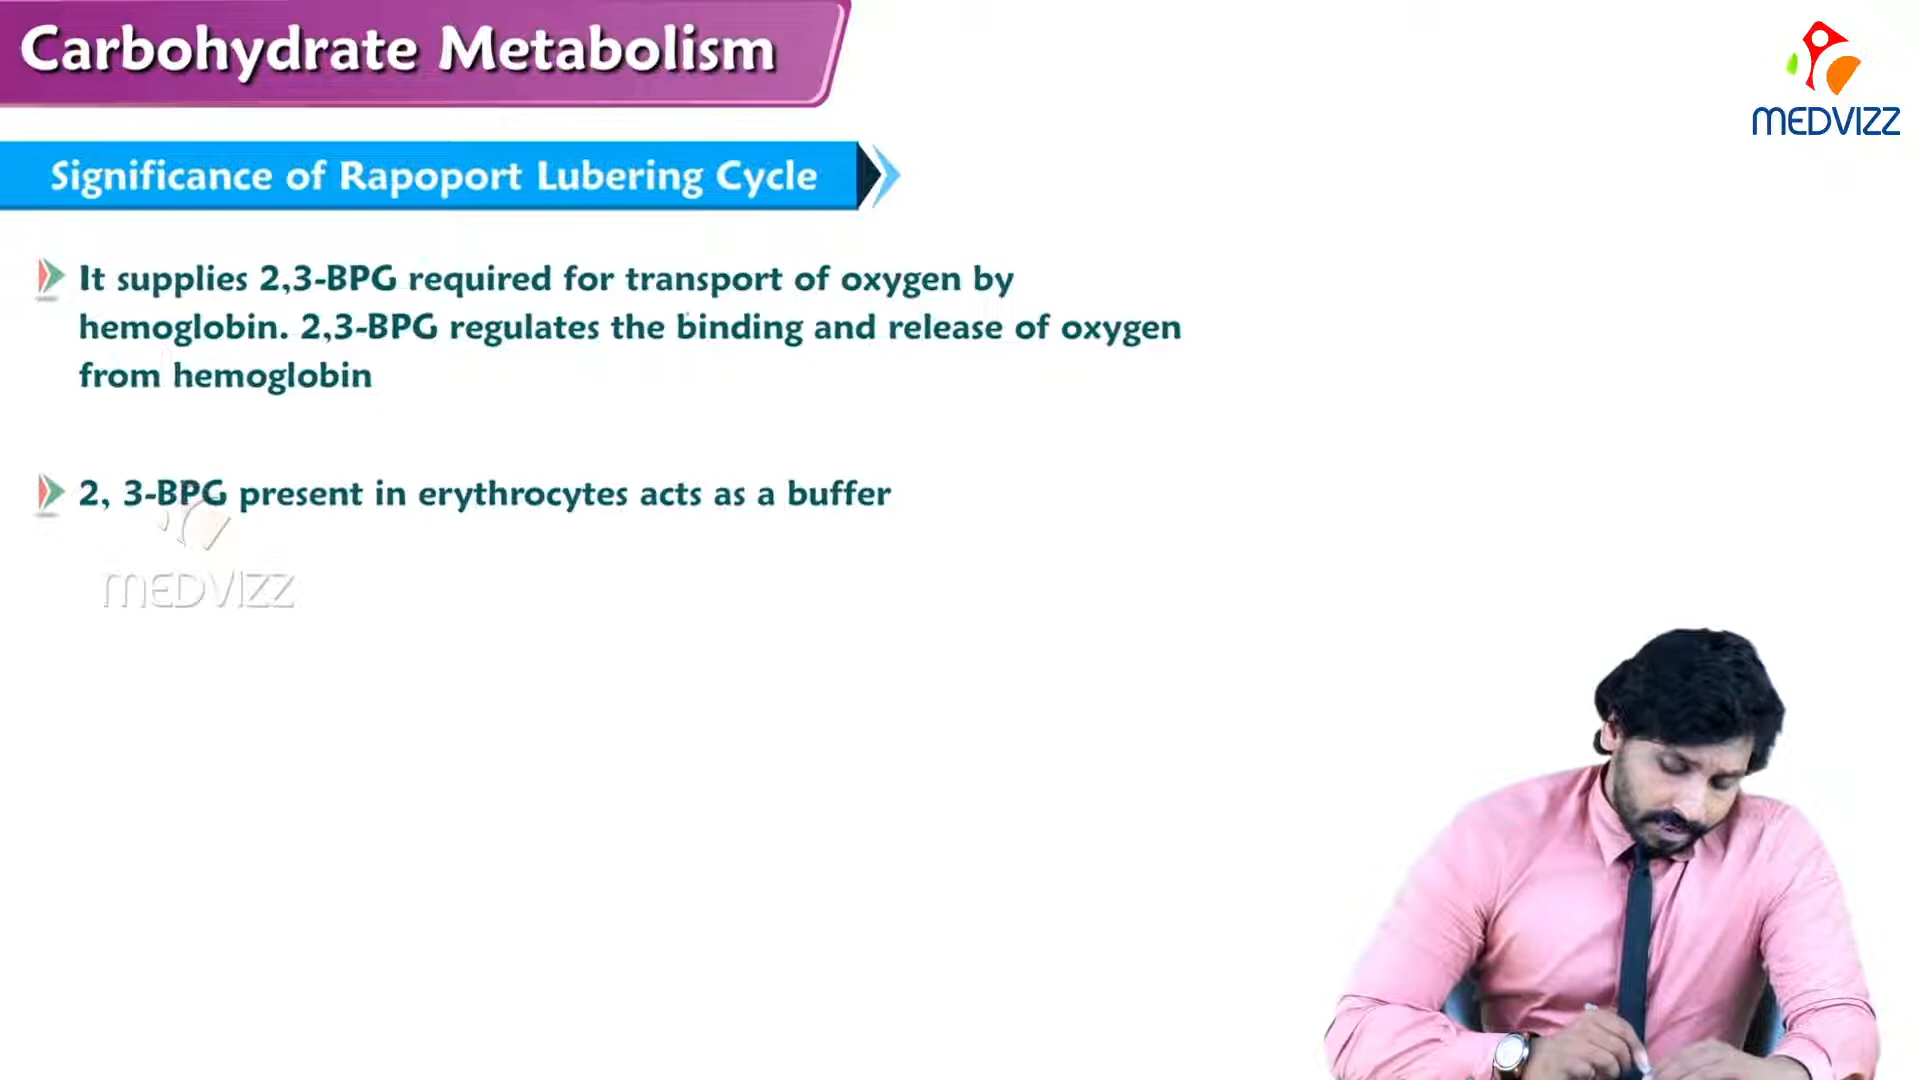 Carbohydrate Metabolism
MEDVIZZ
Significance of Rapoport Lubering Cycle
It supplies 2,3-BPG required for transport of oxygen by
hemoglobin. 2,3-BPG regulates the binding and release of oxygen
from hemoglobin
2, 3-BPG present in erythrocytes acts as a buffer
MEDVIZZ